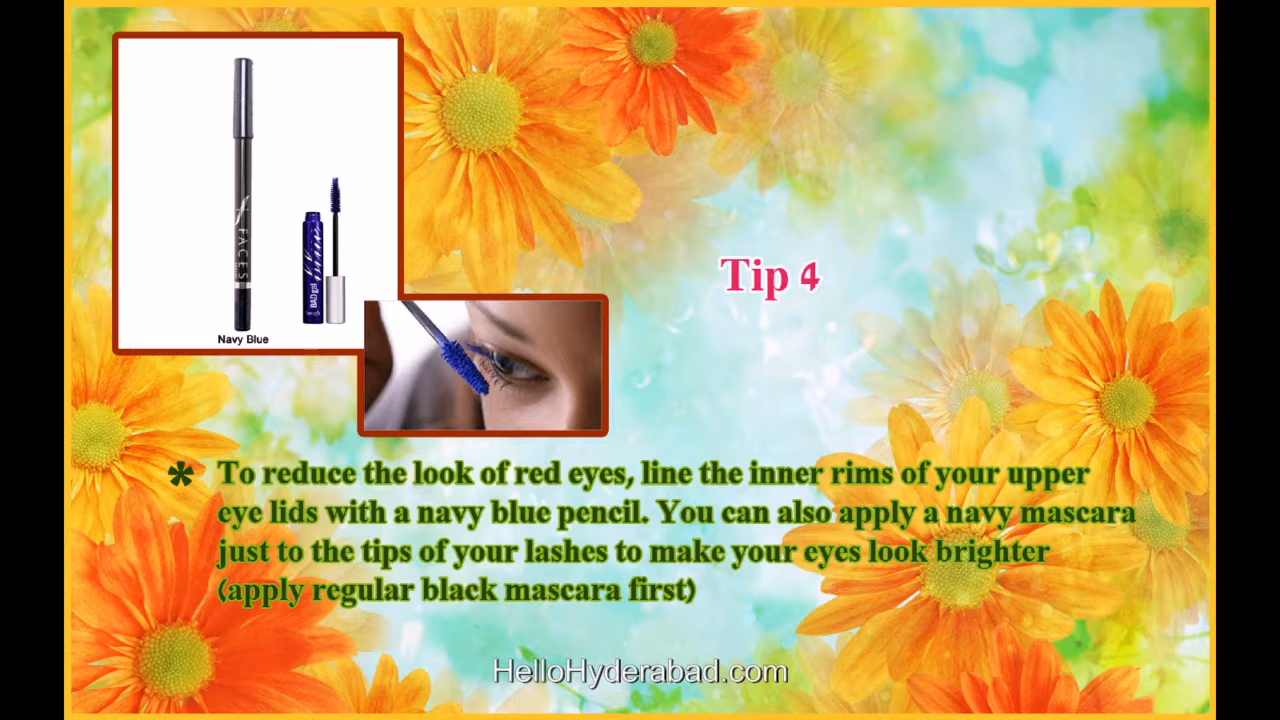 FACES
BADgal
Navy Blue
Tip 4
* To reduce the look of red eyes, line the inner rims of your upper
eye lids with a navy blue pencil. You can also apply a navy mascara
just to the tips of your lashes to make your eyes look brighter
(apply regular black mascara first)
HelloHyderabad.com